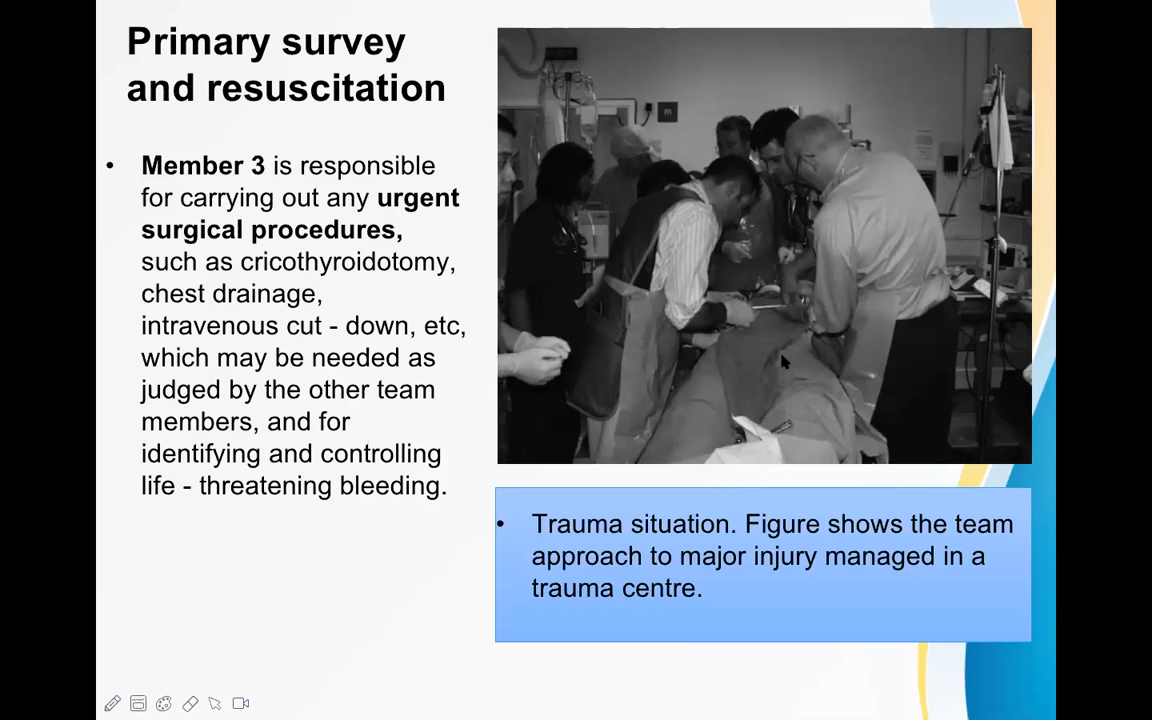 Primary survey
and resuscitation
• Member 3 is responsible
for carrying out any urgent
surgical procedures,
such as cricothyroidotomy,
chest drainage,
intravenous cut - down, etc,
which may be needed as
judged by the other team
members, and for
identifying and controlling
life - threatening bleeding.
• Trauma situation. Figure shows the team
approach to major injury managed in a
trauma centre.